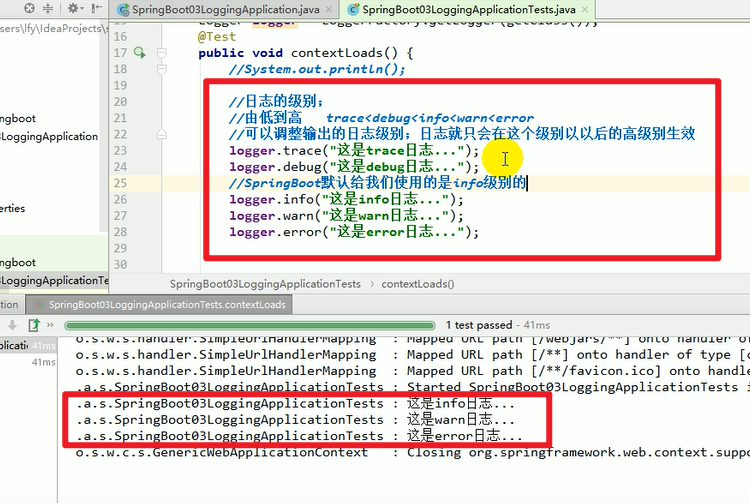 SpringBoot03LoggingApplication.java × SpringBoot03LoggingApplicationTests.java ×
sers\lfy\IdeaProjects\s
16 @Test
17 public void contextLoads() {
18 //System.out.println();
19
20 //日志的级别；
21 //由低到高 trace<debug<info<warn<error
22 //可以调整输出的日志级别；日志就只会在这个级别以以后的高级别生效
23 logger.trace("这是trace日志...");
24 logger.debug("这是debug日志...");
25 //SpringBoot默认给我们使用的是info级别的
26 logger.info("这是info日志...");
27 logger.warn("这是warn日志...");
28 logger.error("这是error日志...");
29
30
ngboot
03LoggingApplication
erties
ngboot
03LoggingApplicationTe
SpringBoot03LoggingApplicationTests > contextLoads()
tion SpringBoot03LoggingApplicationTests.contextLoads
1 test passed - 41ms
plicati 41ms
41ms
o.s.w.s.handler.SimpleUrlHandlerMapping : Mapped URL path [/webjars/**] onto handler of
o.s.w.s.handler.SimpleUrlHandlerMapping : Mapped URL path [/**] onto handler of type [c
o.s.w.s.handler.SimpleUrlHandlerMapping : Mapped URL path [/**/favicon.ico] onto handle
.a.s.SpringBoot03LoggingApplicationTests : Started SpringBoot03LoggingApplicationTests i
.a.s.SpringBoot03LoggingApplicationTests : 这是info日志...
.a.s.SpringBoot03LoggingApplicationTests : 这是warn日志...
.a.s.SpringBoot03LoggingApplicationTests : 这是error日志...
o.s.w.c.s.GenericWebApplicationContext : Closing org.springframework.web.context.suppo